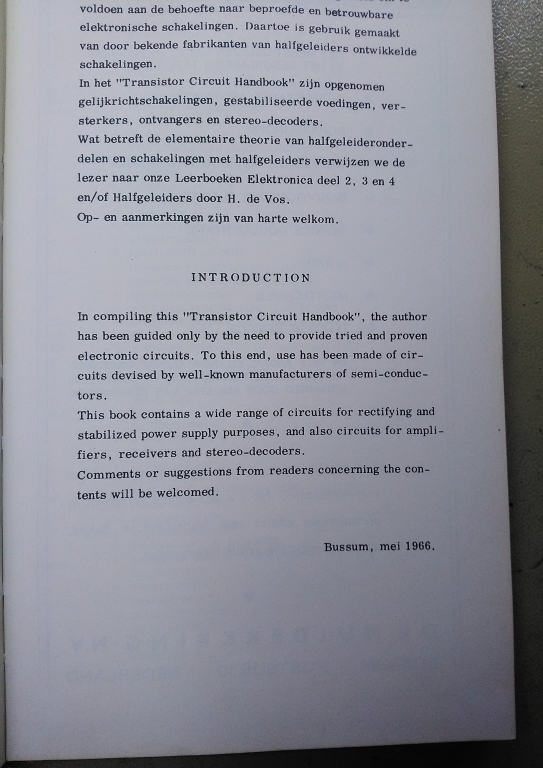 voldoen aan de behoefte naar beproefde en betrouwbare
elektronische schakelingen. Daartoe is gebruik gemaakt
van door bekende fabrikanten van halfgeleiders ontwikkelde
schakelingen.
In het "Transistor Circuit Handbook" zijn opgenomen
gelijkrichtschakelingen, gestabiliseerde voedingen, ver-
sterkers, ontvangers en stereo-decoders.
Wat betreft de elementaire theorie van halfgeleideronder-
delen en schakelingen met halfgeleiders verwijzen we de
lezer naar onze Leerboeken Elektronica deel 2, 3 en 4
en/of Halfgeleiders door H. de Vos.
Op- en aanmerkingen zijn van harte welkom.
INTRODUCTION
In compiling this "Transistor Circuit Handbook", the author
has been guided only by the need to provide tried and proven
electronic circuits. To this end, use has been made of cir-
cuits devised by well-known manufacturers of semi-conduc-
tors.
This book contains a wide range of circuits for rectifying and
stabilized power supply purposes, and also circuits for ampli-
fiers, receivers and stereo-decoders.
Comments or suggestions from readers concerning the con-
tents will be welcomed.
Bussum, mei 1966.